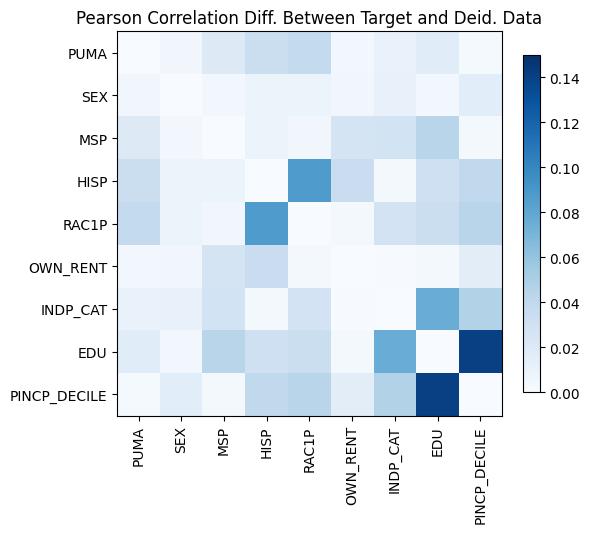 Pearson Correlation Diff. Between Target and Deid. Data
PUMA
SEX
MSP
HISP
RAC1P
OWN_RENT
INDP_CAT
EDU
PINCP_DECILE
PUMA
SEX
MSP
HISP
RAC1P
OWN_RENT
INDP_CAT
EDU
PINCP_DECILE
0.14
0.12
0.10
0.08
0.06
0.04
0.02
0.00